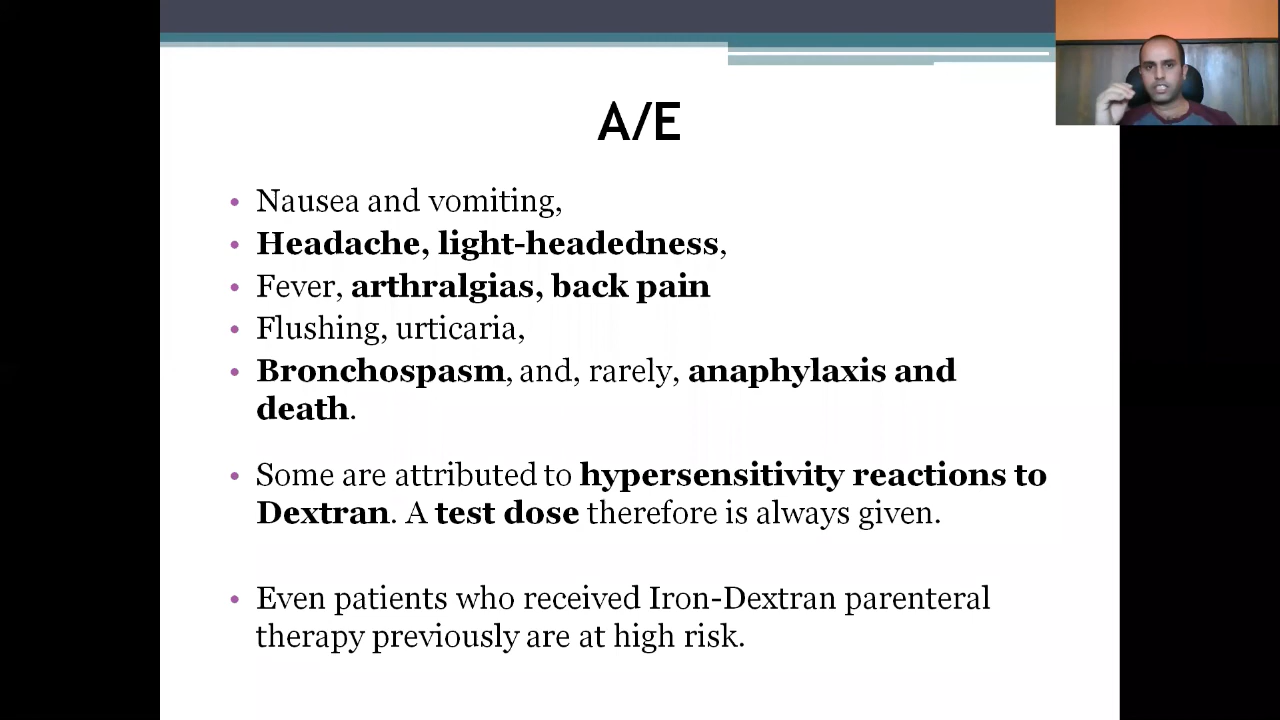 A/E
• Nausea and vomiting,
• Headache, light-headedness,
• Fever, arthralgias, back pain
• Flushing, urticaria,
• Bronchospasm, and, rarely, anaphylaxis and
death.
• Some are attributed to hypersensitivity reactions to
Dextran. A test dose therefore is always given.
• Even patients who received Iron-Dextran parenteral
therapy previously are at high risk.